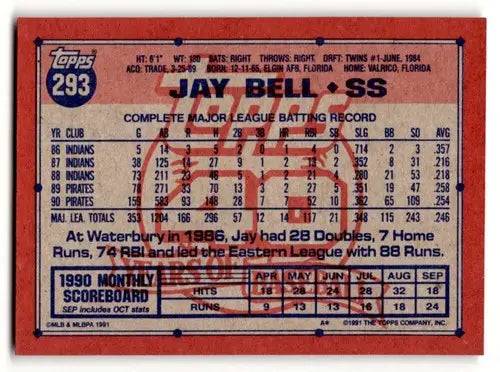 Topps
293
HT: 6'1" WT: 180 BATS: RIGHT THROWS: RIGHT DRFT: TWINS #1-JUNE, 1984
ACQ: TRADE, 3-25-89 BORN: 12-11-65, ELGIN AFB, FLORIDA HOME: VALRICO, FLORIDA
JAY BELL ♦ SS
COMPLETE MAJOR LEAGUE BATTING RECORD
YR CLUB G AB R H 2B 3B HR RBI SB SLG BB SO AVG
86 INDIANS 5 14 3 5 2 0 1 4 0 .714 2 3 .357
87 INDIANS 38 125 14 27 9 1 2 13 2 .352 8 31 .216
88 INDIANS 73 211 23 46 5 1 2 21 4 .280 21 53 .218
89 PIRATES 78 271 33 70 13 3 2 27 5 .351 19 47 .258
90 PIRATES 159 583 93 148 28 7 7 52 10 .362 65 109 .254
MAJ. LEA. TOTALS 353 1204 166 296 57 12 14 117 21 .348 115 243 .246
Topps
40
YEARS OF
At Waterbury in 1986, Jay had 28 Doubles, 7 Home
Runs, 74 RBI and led the Eastern League with 88 Runs.
1990 MONTHLY
SCOREBOARD
SEP includes OCT stats
APR MAY JUN JUL AUG SEP
HITS 18 28 24 28 32 18
RUNS 9 13 13 16 18 24
©MLB & MLBPA 1991 A* ©1991 THE TOPPS COMPANY, INC.